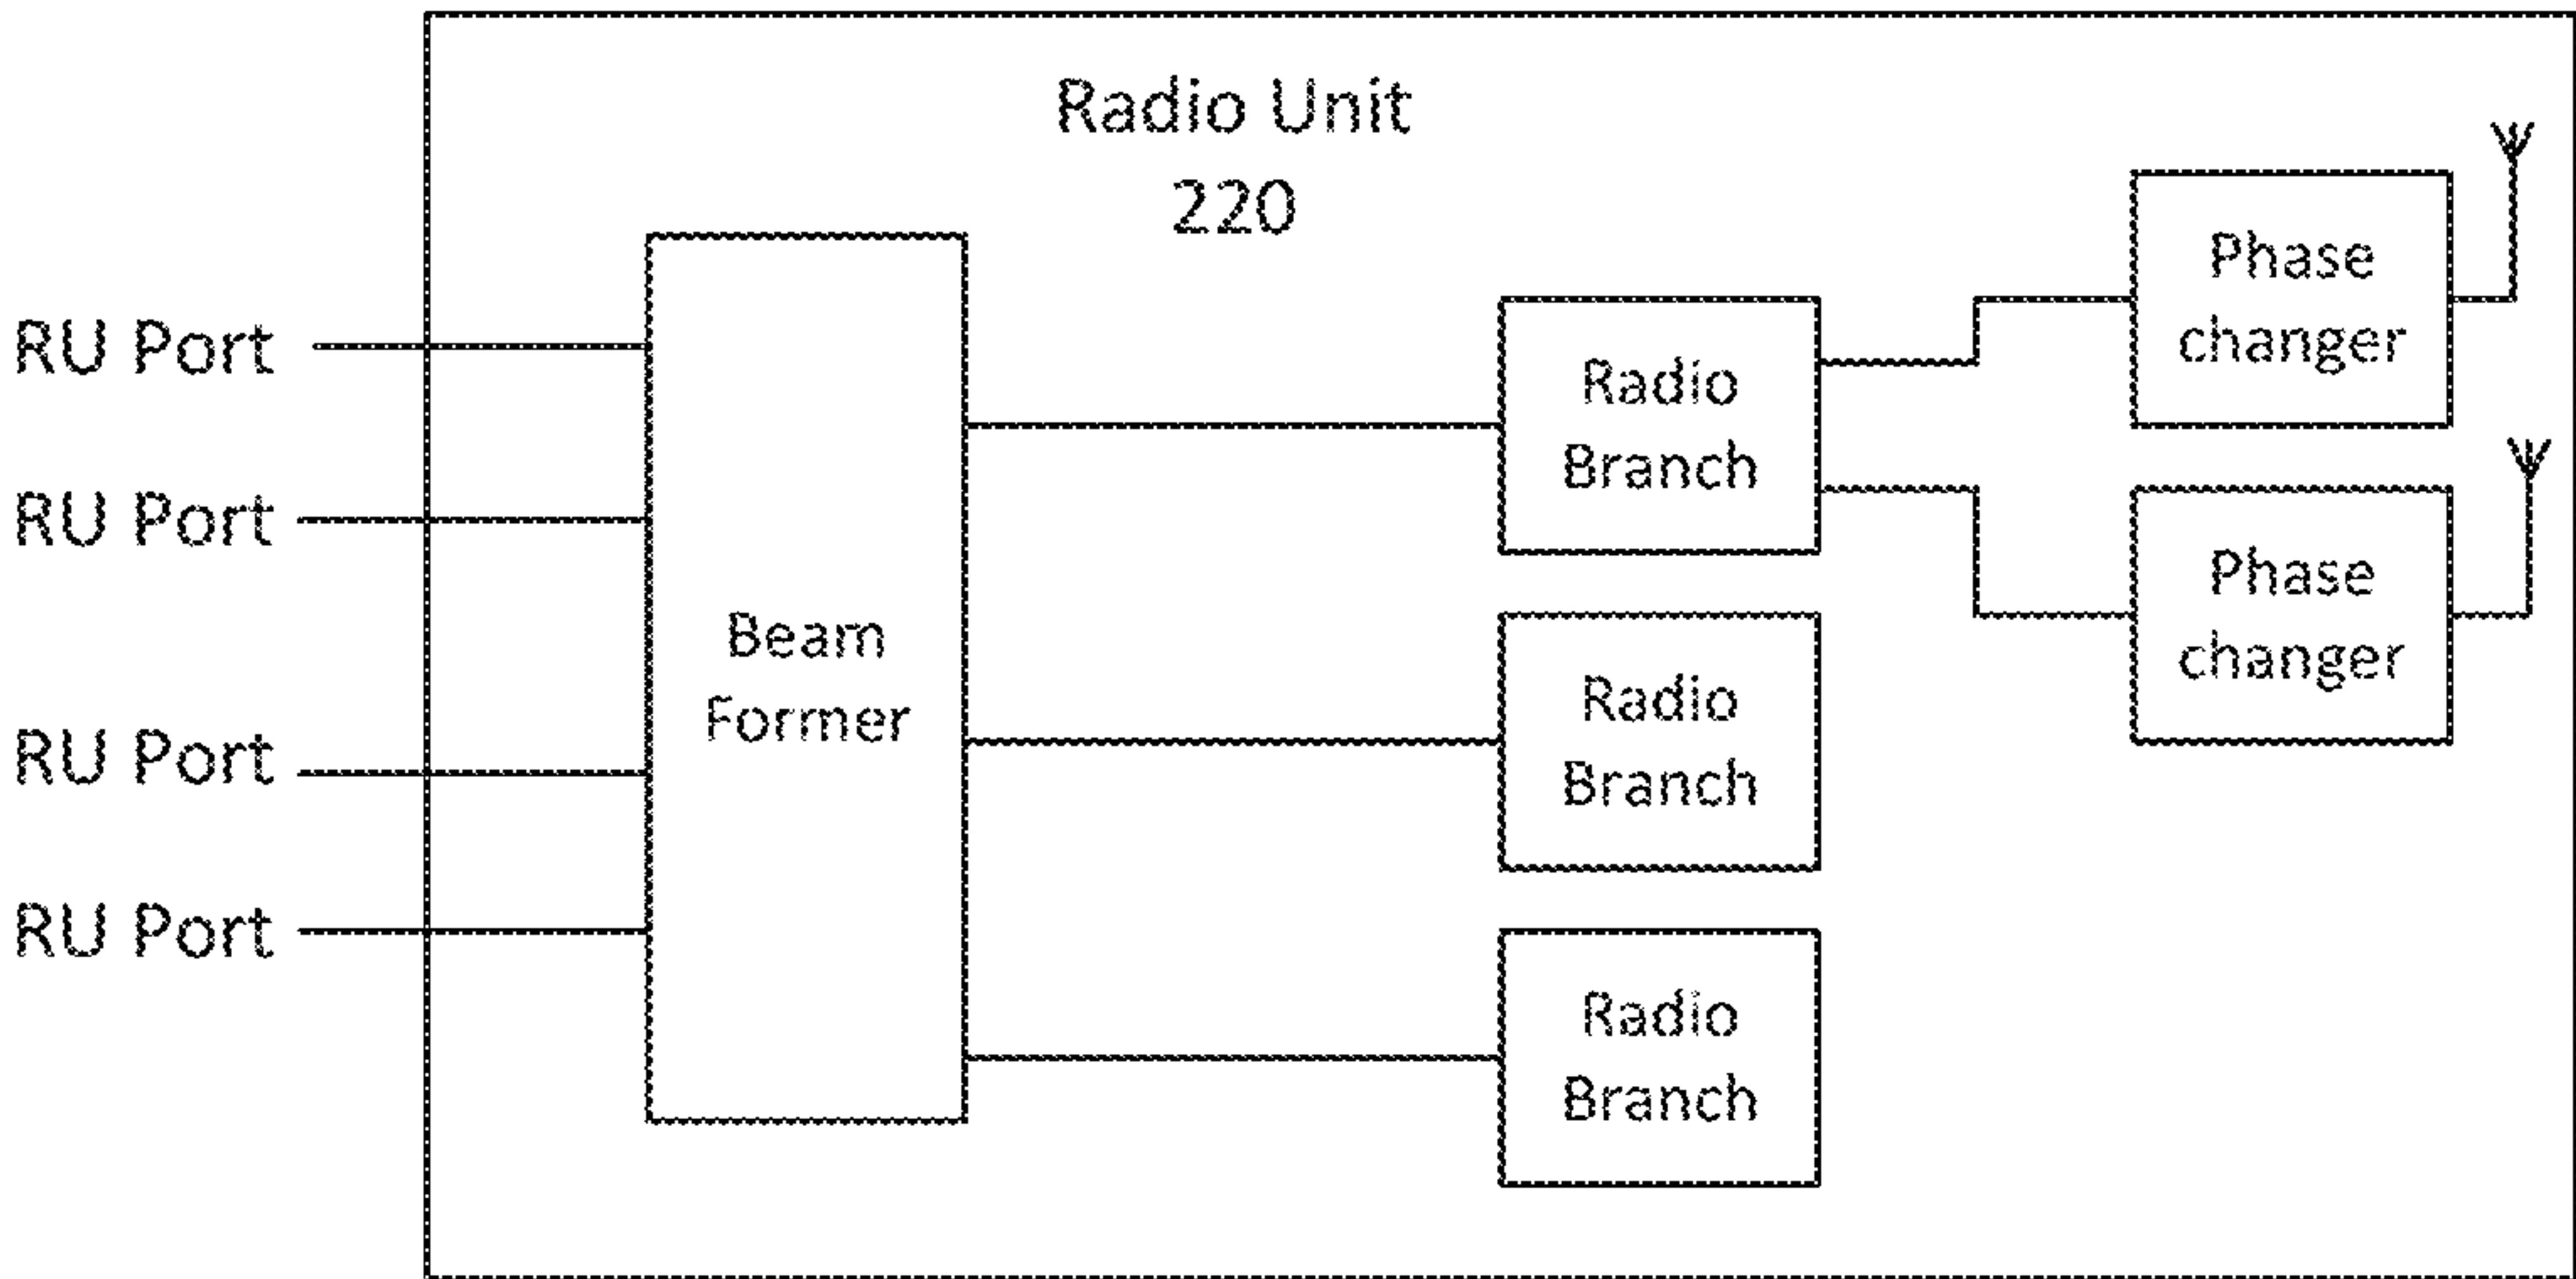 Radio Unit
220
RU Port
RU Port
RU Port
RU Port
Beam
Former
Radio
Branch
Radio
Branch
Radio
Branch
Phase
changer
Phase
changer